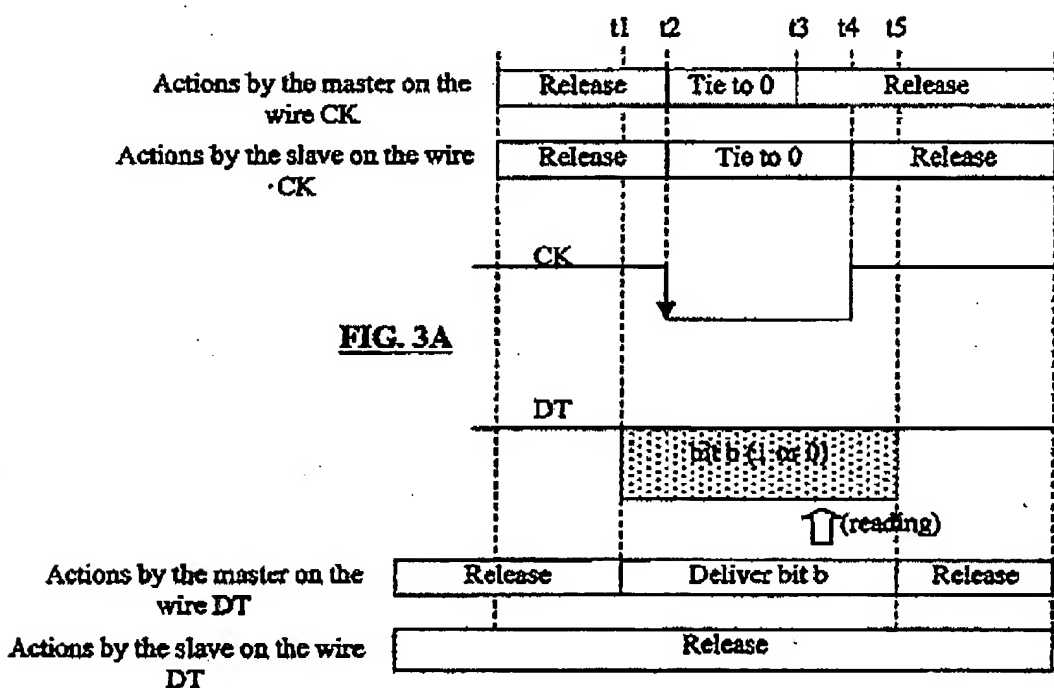 t1 t2 t3 t4 t5
Actions by the master on the
wire CK
Release Tie to 0 Release
Actions by the slave on the wire
CK
Release Tie to 0 Release
CK
FIG. 3A
DT
bit b (1 or 0)
(reading)
Actions by the master on the
wire DT
Release Deliver bit b Release
Actions by the slave on the wire
DT
Release